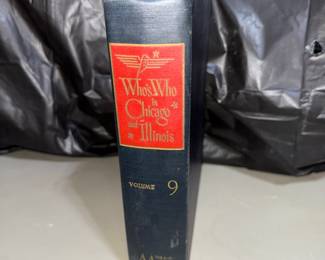 Who's Who
in
Chicago
and
Illinois
VOLUME 9